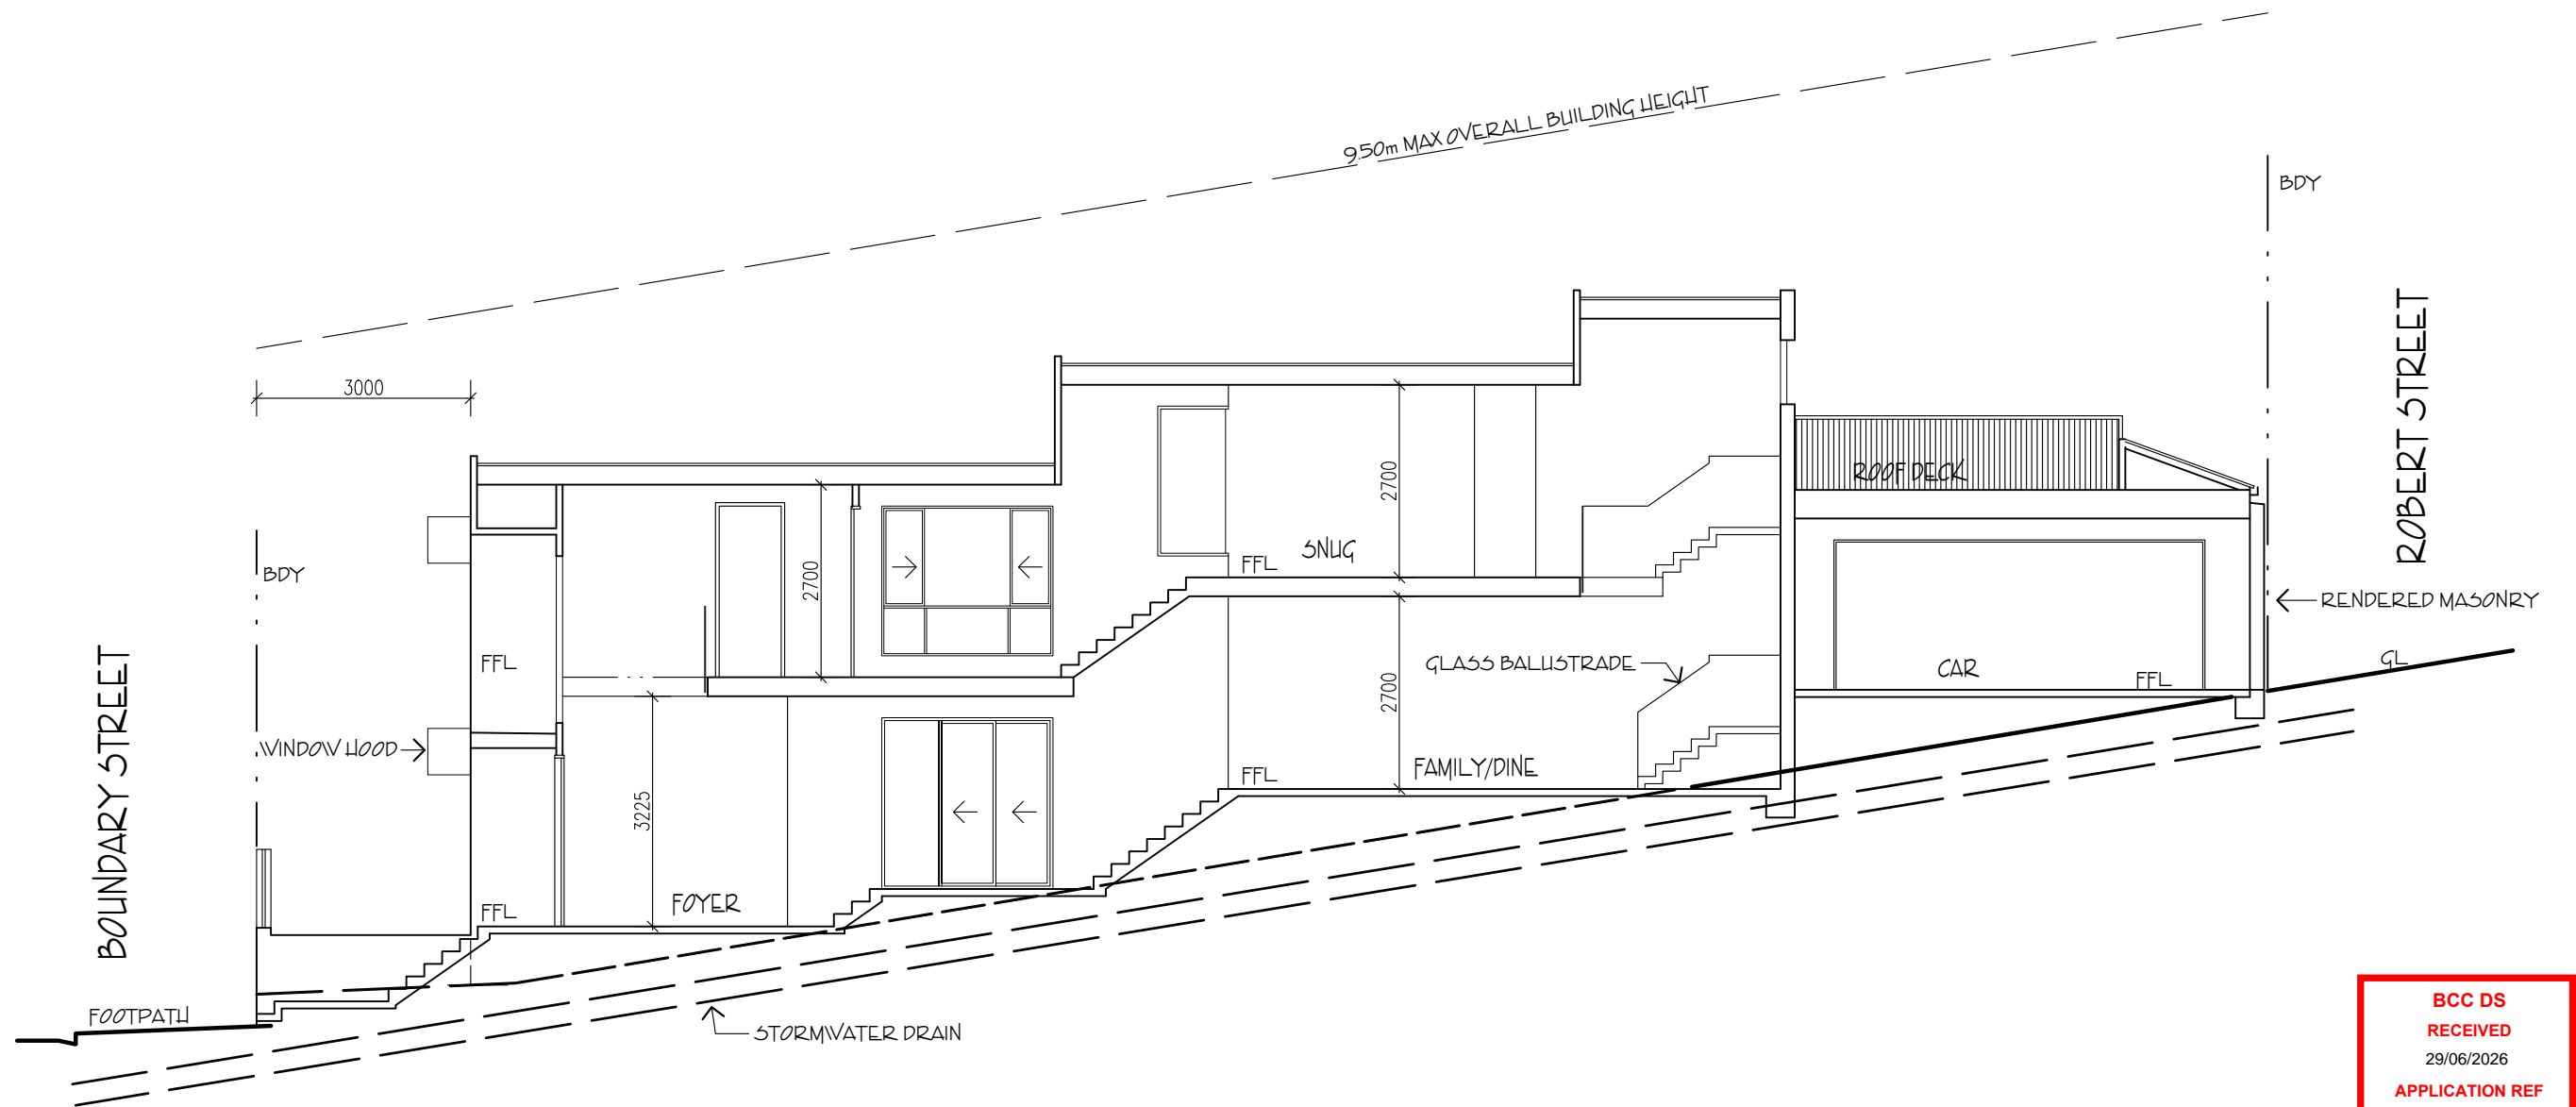 9.50m MAX OVERALL BUILDING HEIGHT
BDY
3000
ROBERT STREET
ROOF DECK
2700
SNUG
FFL
2700
BDY
RENDERED MASONRY
BOUNDARY STREET
FFL
GLASS BALUSTRADE
CAR
FFL
GL
2700
WINDOW HOOD
FAMILY/DINE
FFL
3225
FOYER
FFL
FOOTPATH
STORMWATER DRAIN
BCC DS
RECEIVED
29/06/2026
APPLICATION REF